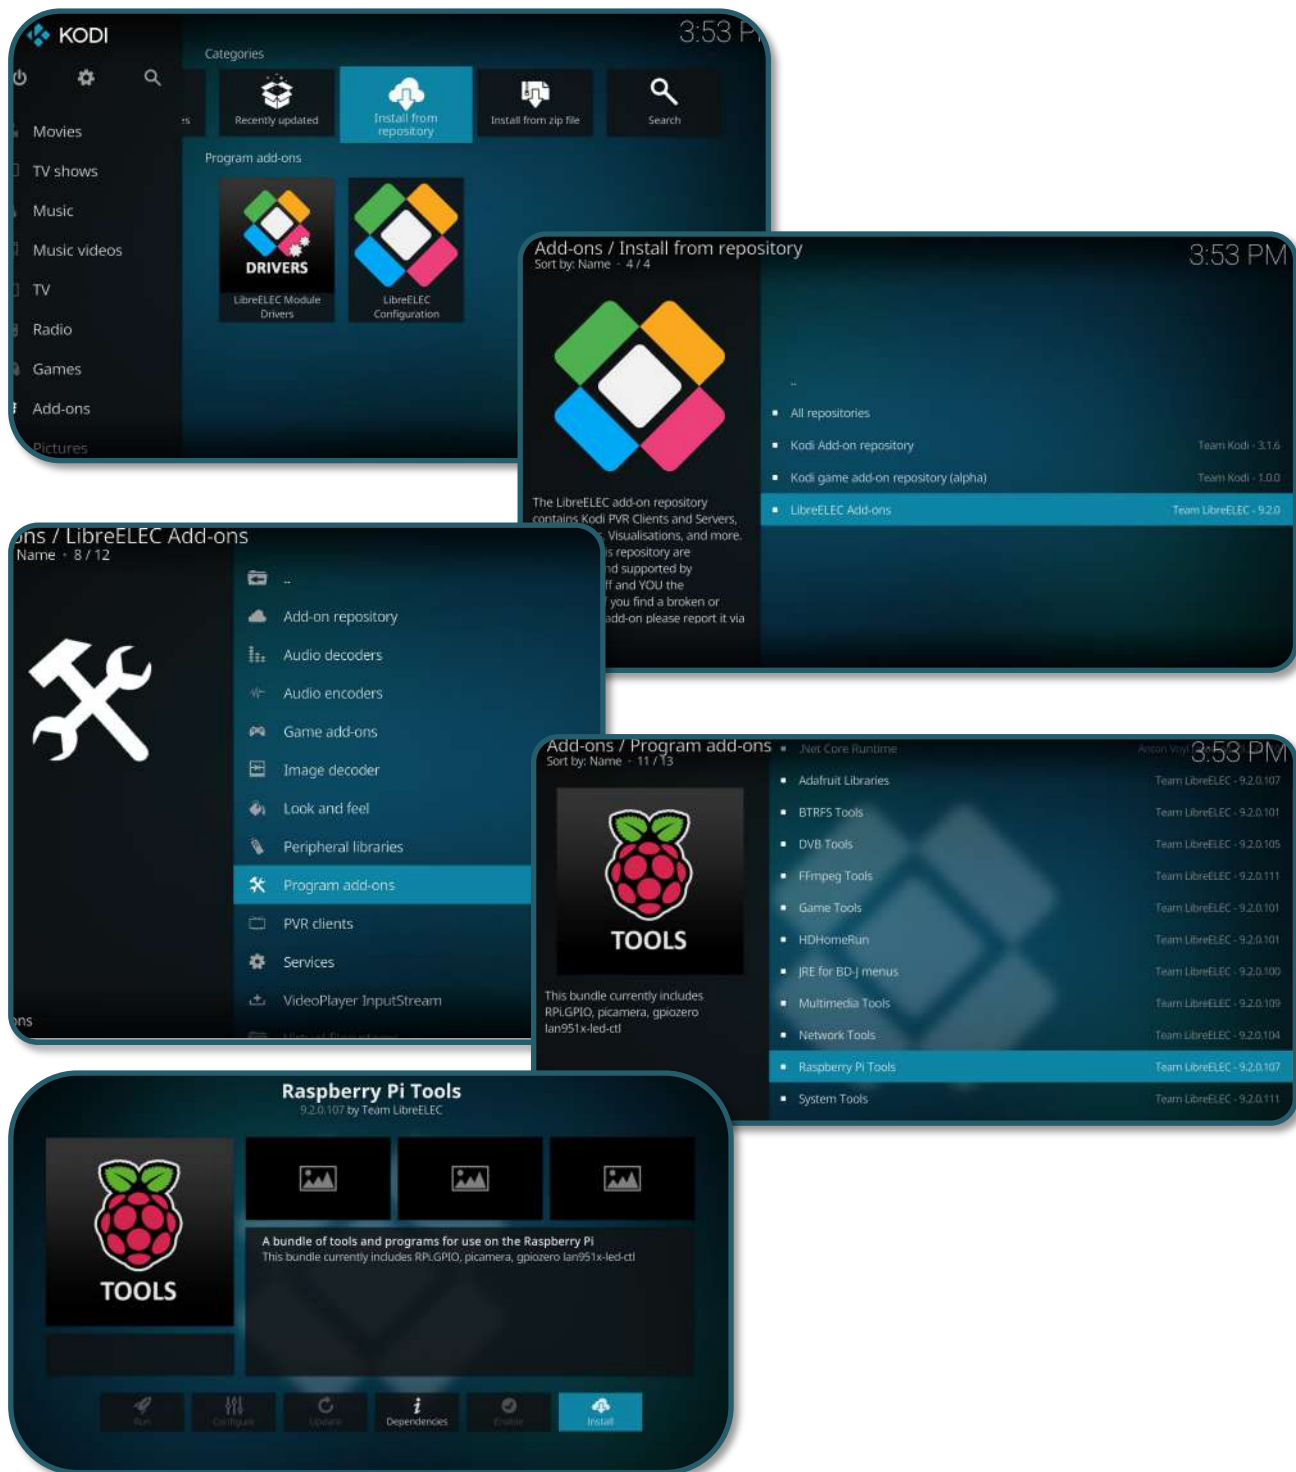 KODI
3:53 P
Categories
Recently updated
Install from
repository
Install from zip file
Search
Movies
TV shows
Music
Music videos
TV
Radio
Games
Add-ons
Pictures
Program add-ons
DRIVERS
LibreELEC Module
Drivers
LibreELEC
Configuration
Add-ons / Install from repository
Sort by: Name · 4 / 4
3:53 PM
..
All repositories
Kodi Add-on repository Team Kodi - 3.1.6
Kodi game add-on repository (alpha) Team Kodi - 1.0.0
LibreELEC Add-ons Team LibreELEC - 9.2.0
The LibreELEC add-on repository
contains Kodi PVR Clients and Servers,
, Visualisations, and more.
is repository are
nd supported by
ff and YOU the
you find a broken or
add-on please report it via
ons / LibreELEC Add-ons
Name · 8 / 12
..
Add-on repository
Audio decoders
Audio encoders
Game add-ons
Image decoder
Look and feel
Peripheral libraries
Program add-ons
PVR clients
Services
VideoPlayer InputStream
ons
Add-ons / Program add-ons
Sort by: Name · 11 / 13
3:53 PM
.Net Core Runtime
Adafruit Libraries Team LibreELEC - 9.2.0.107
BTRFS Tools Team LibreELEC - 9.2.0.101
DVB Tools Team LibreELEC - 9.2.0.105
FFmpeg Tools Team LibreELEC - 9.2.0.111
Game Tools Team LibreELEC - 9.2.0.101
HDHomeRun Team LibreELEC - 9.2.0.101
JRE for BD-J menus Team LibreELEC - 9.2.0.100
Multimedia Tools Team LibreELEC - 9.2.0.109
Network Tools Team LibreELEC - 9.2.0.104
Raspberry Pi Tools Team LibreELEC - 9.2.0.107
System Tools Team LibreELEC - 9.2.0.111
TOOLS
This bundle currently includes
RPi.GPIO, picamera, gpiozero
lan951x-led-ctl
Raspberry Pi Tools
9.2.0.107 by Team LibreELEC
TOOLS
A bundle of tools and programs for use on the Raspberry Pi
This bundle currently includes RPi.GPIO, picamera, gpiozero lan951x-led-ctl
Run
Configure
Update
Dependencies
Enable
Install